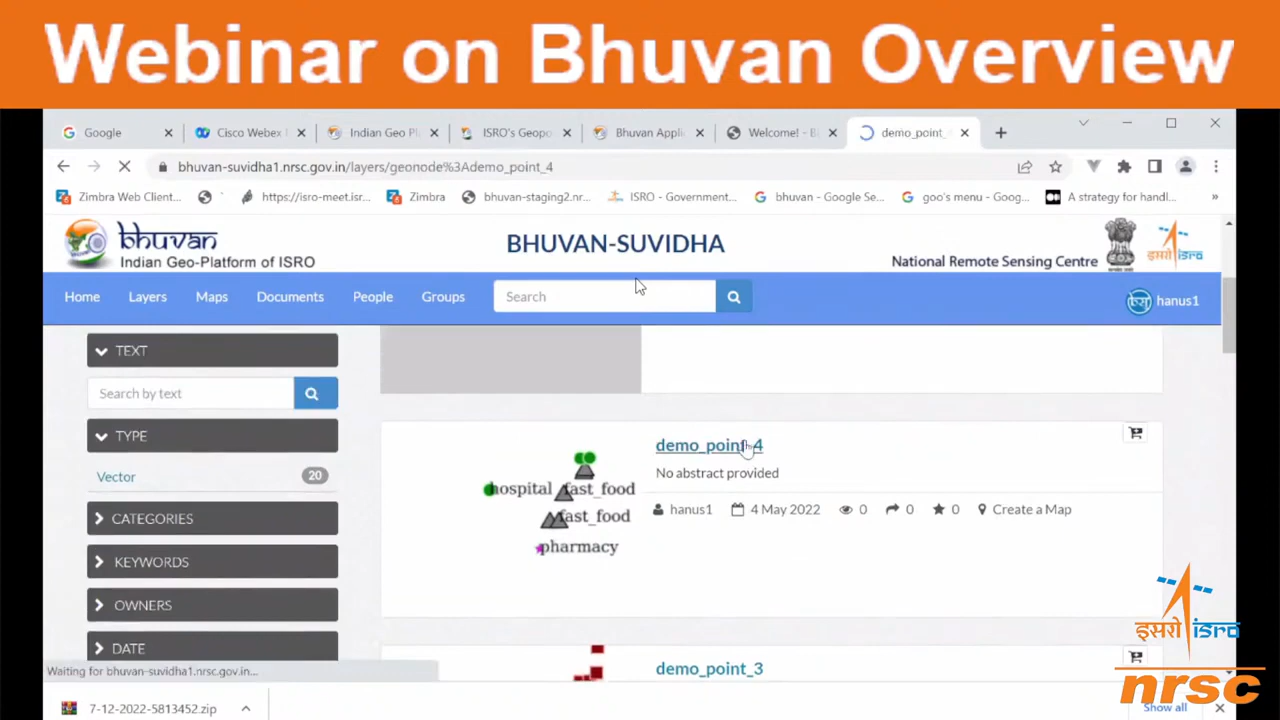 Webinar on Bhuvan Overview
Google
Cisco Webex
Indian Geo Pl
ISRO's Geopo
Bhuvan Appli
Welcome! - B
demo_point_
bhuvan-suvidha1.nrsc.gov.in/layers/geonode%3Ademo_point_4
Zimbra Web Client...
https://isro-meet.isr...
Zimbra
bhuvan-staging2.nr...
ISRO - Government...
bhuvan - Google Se...
goo's menu - Goog...
A strategy for handl...
»
bhuvan
Indian Geo-Platform of ISRO
BHUVAN-SUVIDHA
National Remote Sensing Centre
इसरो isro
Home Layers Maps Documents People Groups
Search
hanus1
TEXT
Search by text
TYPE
Vector 20
CATEGORIES
KEYWORDS
OWNERS
DATE
demo_point_4
No abstract provided
hanus1 4 May 2022 0 0 0 Create a Map
hospital fast_food
fast_food
pharmacy
demo_point_3
इसरो isro
nrsc
Waiting for bhuvan-suvidha1.nrsc.gov.in...
7-12-2022-5813452.zip
Show all